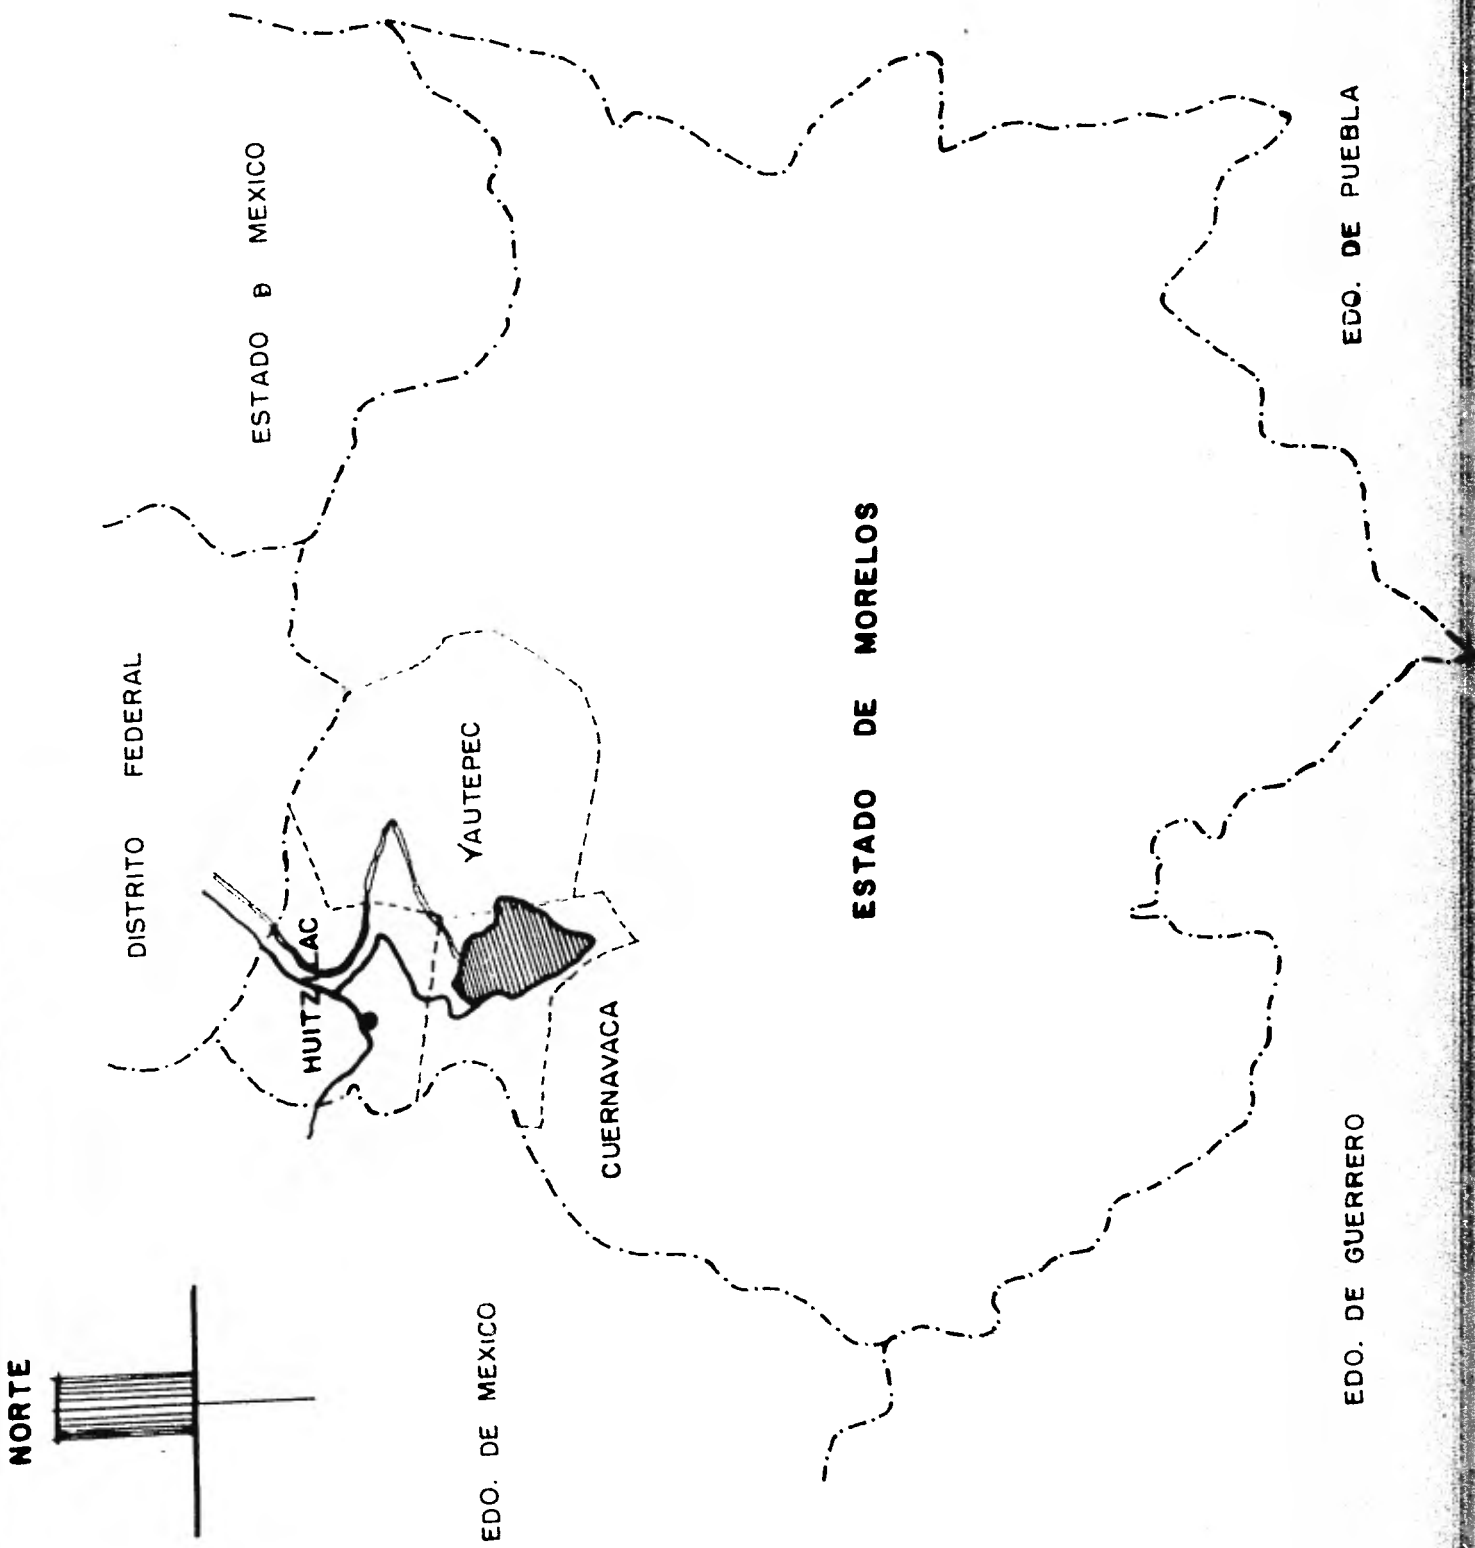 NORTE
DISTRITO FEDERAL
ESTADO D MEXICO
HUITZILAC
YAUTEPEC
EDO. DE MEXICO
CUERNAVACA
ESTADO DE MORELOS
EDO. DE GUERRERO
EDO. DE PUEBLA